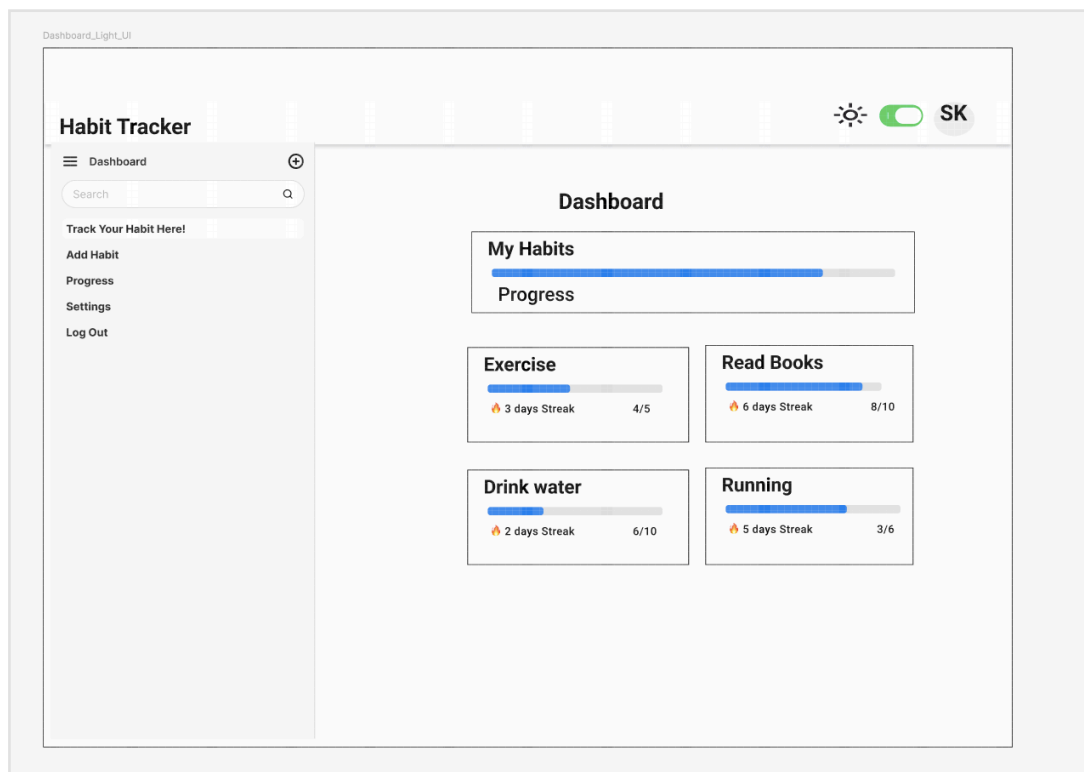 Dashboard_Light_UI
Habit Tracker
SK
Dashboard
Search
Track Your Habit Here!
Add Habit
Progress
Settings
Log Out
Dashboard
My Habits
Progress
Exercise
🔥 3 days Streak 4/5
Read Books
🔥 6 days Streak 8/10
Drink water
🔥 2 days Streak 6/10
Running
🔥 5 days Streak 3/6